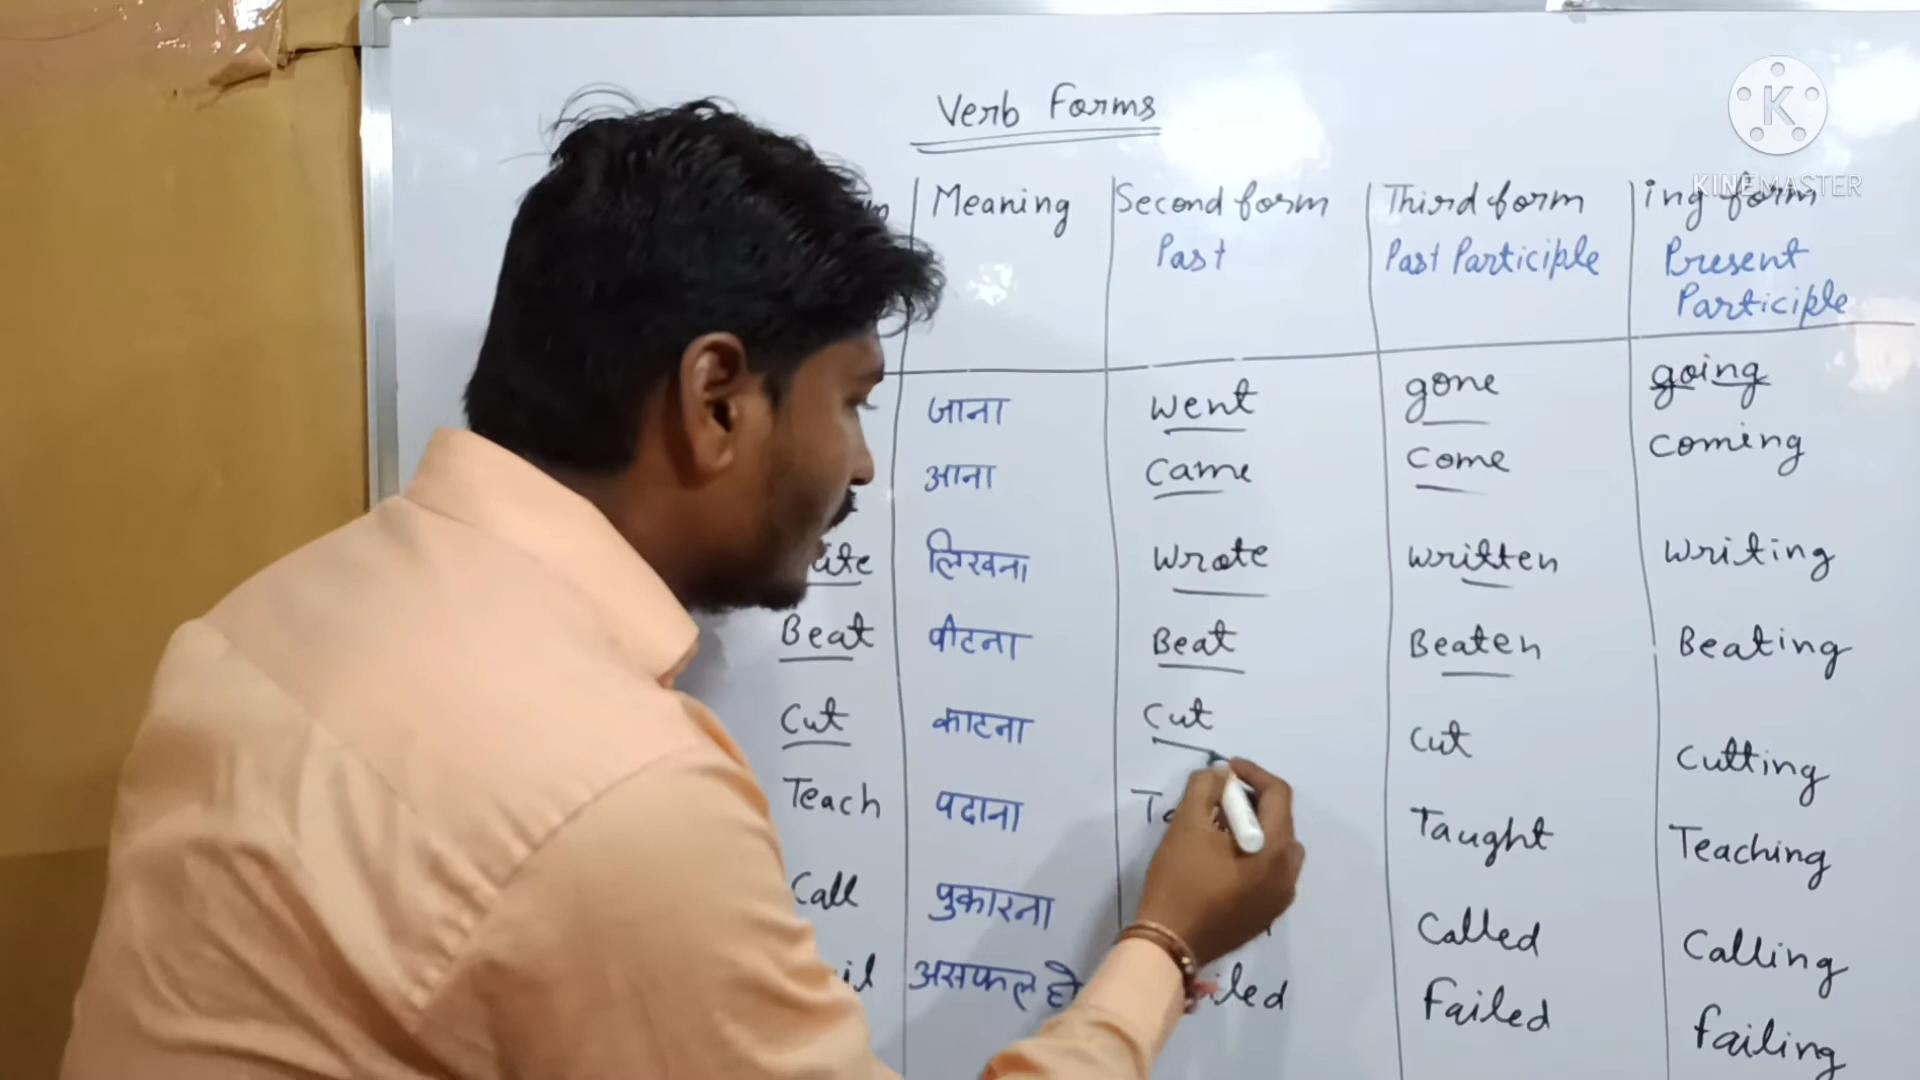 Verb Forms
Meaning Second form Third form ing form
Past Past Participle Present
Participle
जाना went gone going
आना came come coming
लिखना wrote written writing
Beat पीटना Beat Beaten Beating
Cut काटना Cut Cut Cutting
Teach पढाना Taught Teaching
Call पुकारना Called Calling
असफल Failed Failing
K
KINEMASTER